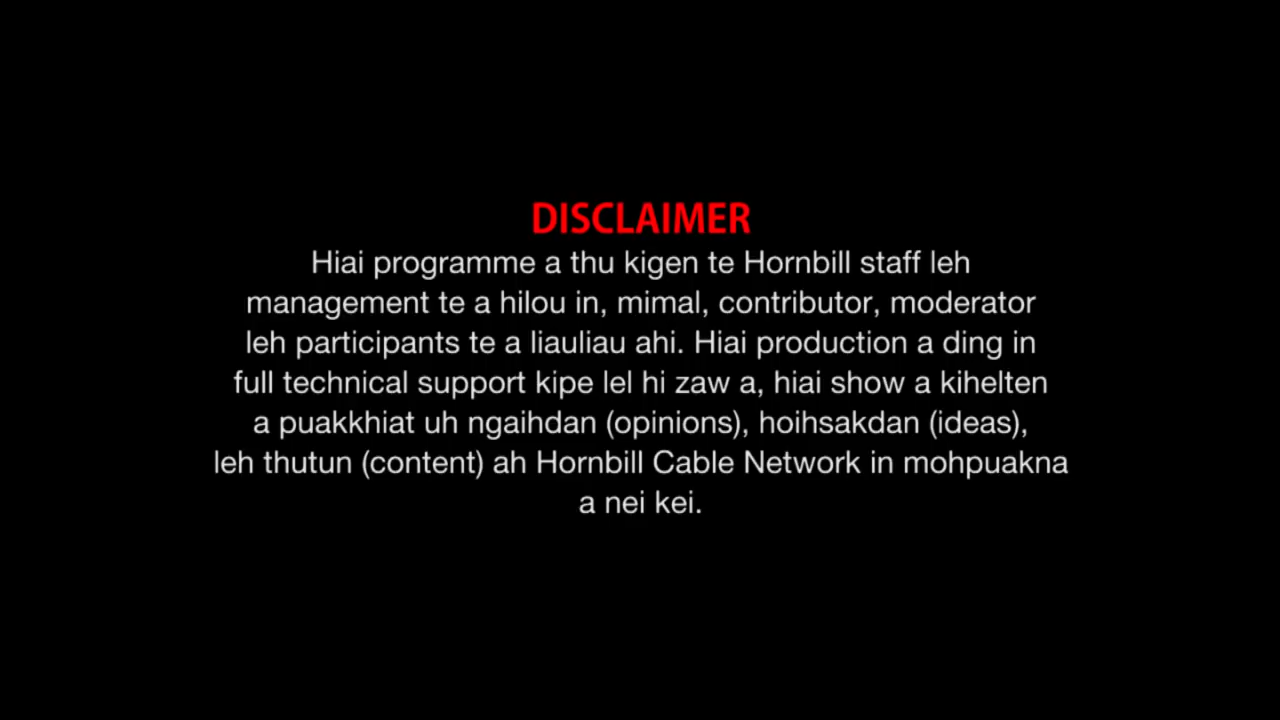 DISCLAIMER
Hiai programme a thu kigen te Hornbill staff leh
management te a hilou in, mimal, contributor, moderator
leh participants te a liauliau ahi. Hiai production a ding in
full technical support kipe lel hi zaw a, hiai show a kihelten
a puakkhiat uh ngaihdan (opinions), hoihsakdan (ideas),
leh thutun (content) ah Hornbill Cable Network in mohpuakna
a nei kei.